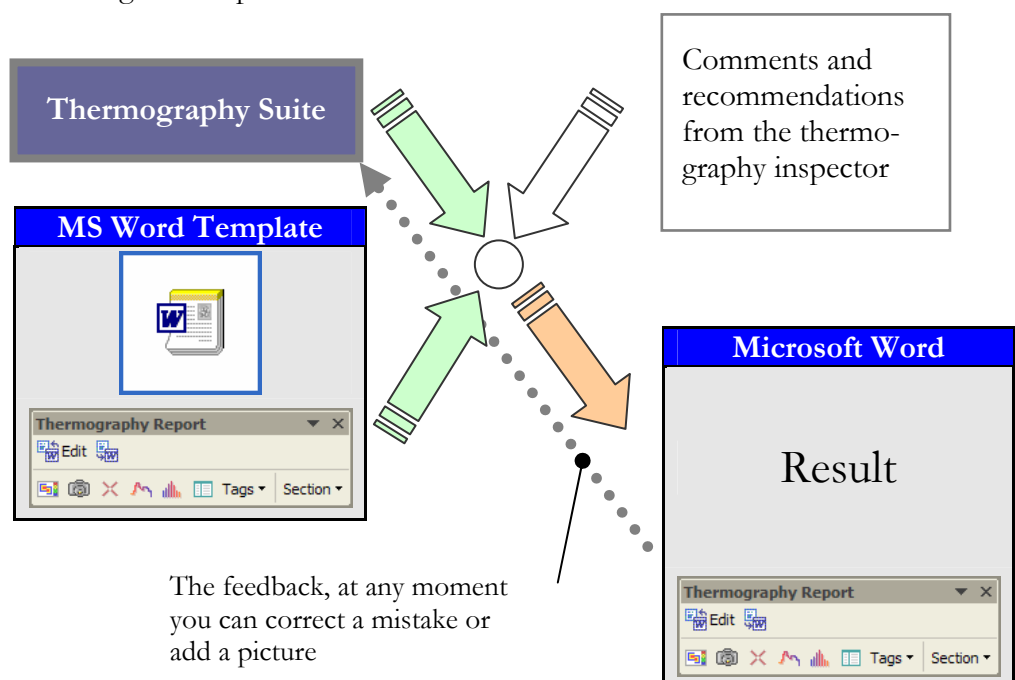 Thermography Suite
Comments and
recommendations
from the thermo-
graphy inspector
MS Word Template
W
Thermography Report
Edit
Tags
Section
Microsoft Word
Result
The feedback, at any moment
you can correct a mistake or
add a picture
Thermography Report
Edit
Tags
Section